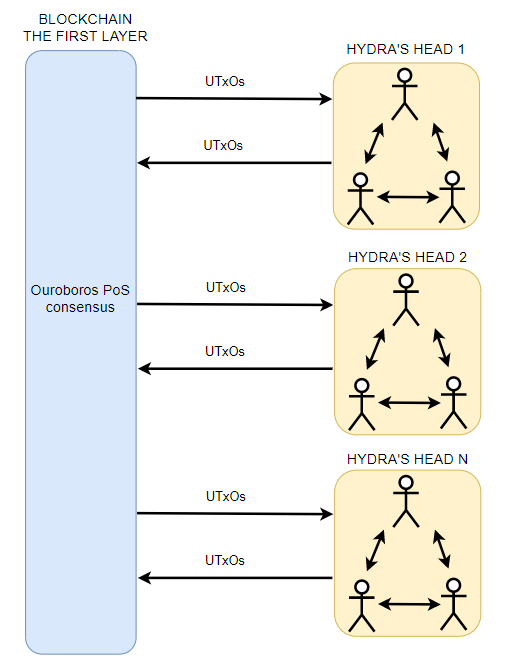 BLOCKCHAIN
THE FIRST LAYER
HYDRA'S HEAD 1
UTxOs
UTxOs
HYDRA'S HEAD 2
Ouroboros PoS
consensus
UTxOs
UTxOs
HYDRA'S HEAD N
UTxOs
UTxOs